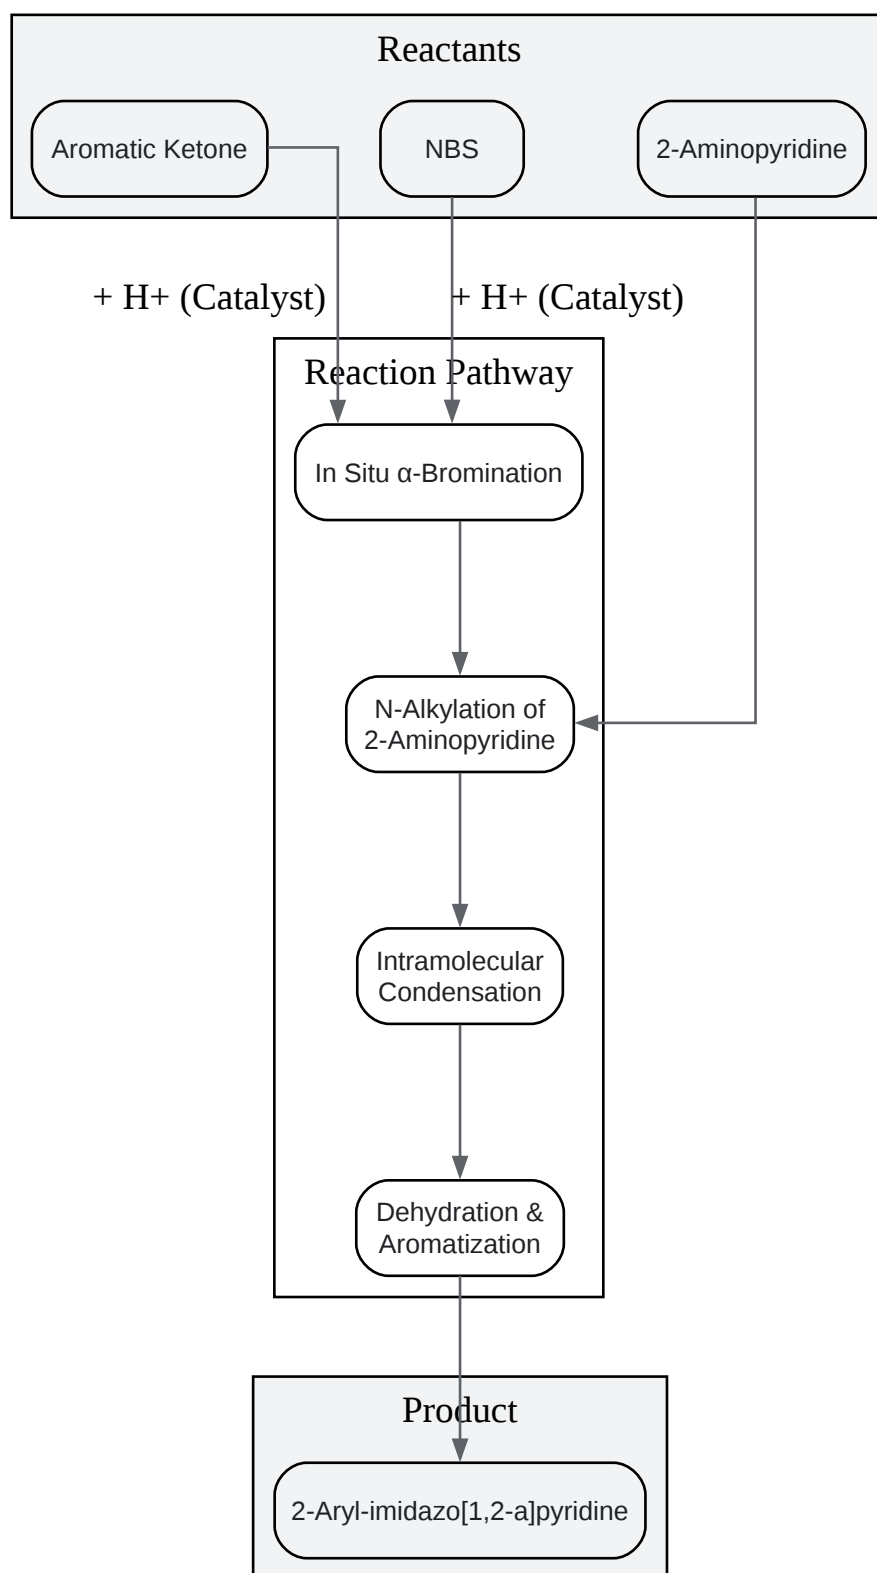 Reactants
Aromatic Ketone
NBS
2-Aminopyridine
+ H+ (Catalyst)
+ H+ (Catalyst)
Reaction Pathway
In Situ α-Bromination
N-Alkylation of
2-Aminopyridine
Intramolecular
Condensation
Dehydration &
Aromatization
Product
2-Aryl-imidazo[1,2-a]pyridine